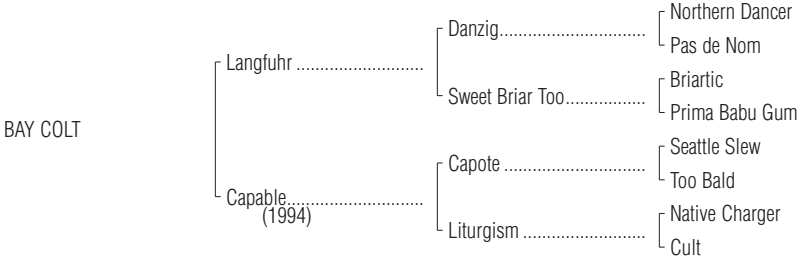 Northern Dancer
Danzig..............................
Pas de Nom
Langfuhr ...........................
Briartic
Sweet Briar Too.................
Prima Babu Gum
BAY COLT
Seattle Slew
Capote ..............................
Too Bald
Capable.............................
(1994)
Native Charger
Liturgism ..........................
Cult